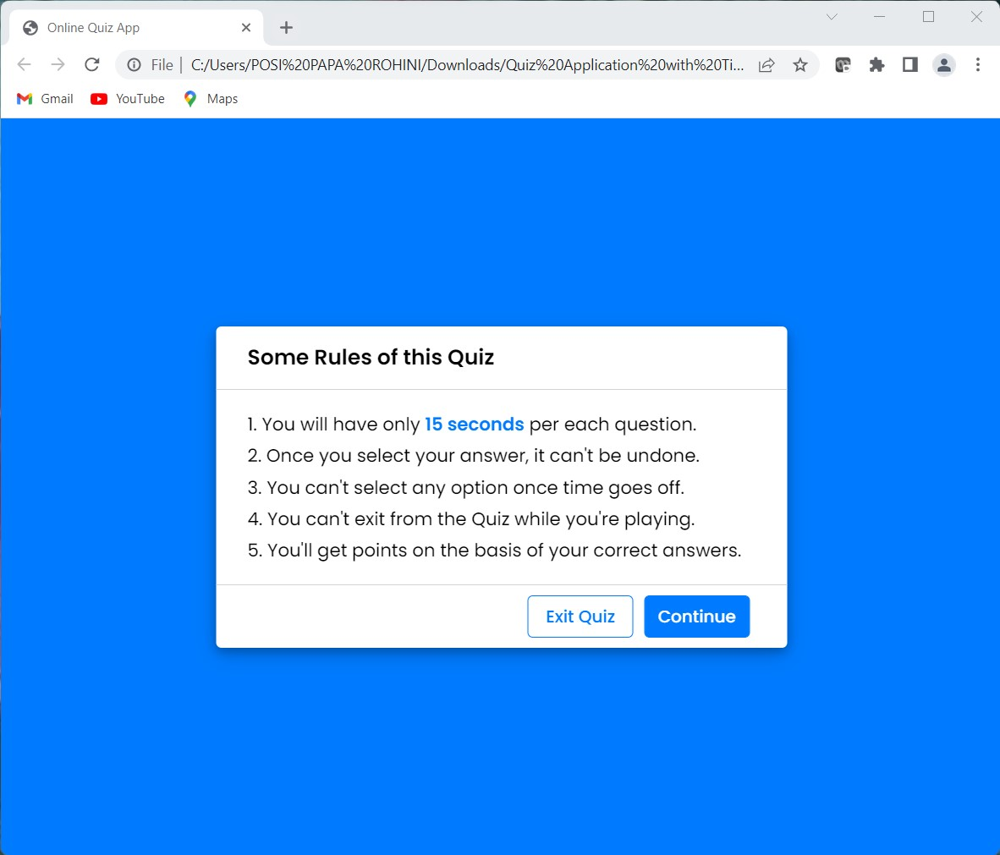 Online Quiz App
File | C:/Users/POSI%20PAPA%20ROHINI/Downloads/Quiz%20Application%20with%20Ti...
Gmail YouTube Maps
Some Rules of this Quiz
1. You will have only 15 seconds per each question.
2. Once you select your answer, it can't be undone.
3. You can't select any option once time goes off.
4. You can't exit from the Quiz while you're playing.
5. You'll get points on the basis of your correct answers.
Exit Quiz Continue